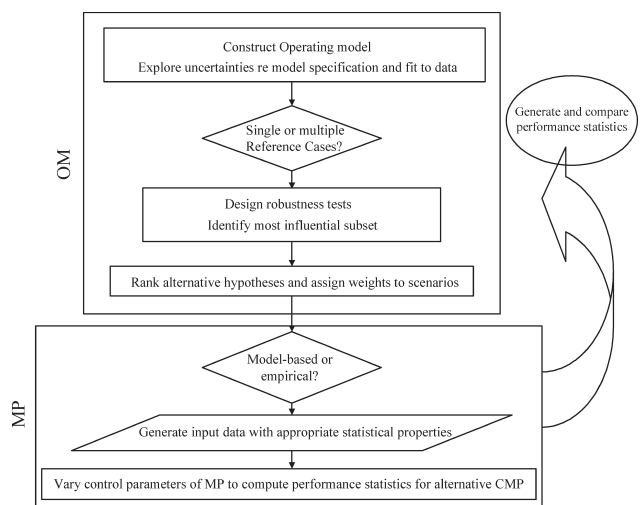 OM
Construct Operating model
Explore uncertainties re model specification and fit to data
Single or multiple
Reference Cases?
Design robustness tests
Identify most influential subset
Rank alternative hypotheses and assign weights to scenarios
Generate and compare
performance statistics
MP
Model-based or
empirical?
Generate input data with appropriate statistical properties
Vary control parameters of MP to compute performance statistics for alternative CMP